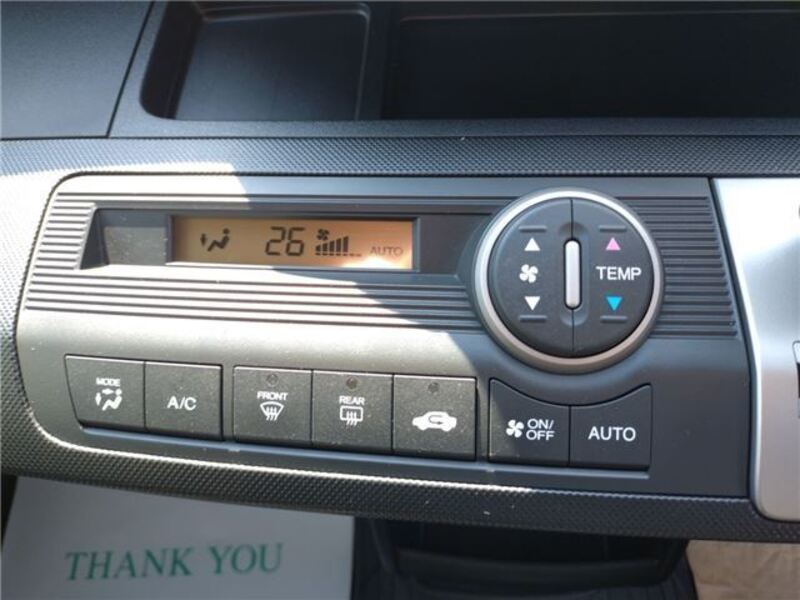 26 AUTO
TEMP
MODE
A/C
FRONT
REAR
ON/
OFF
AUTO
THANK YOU